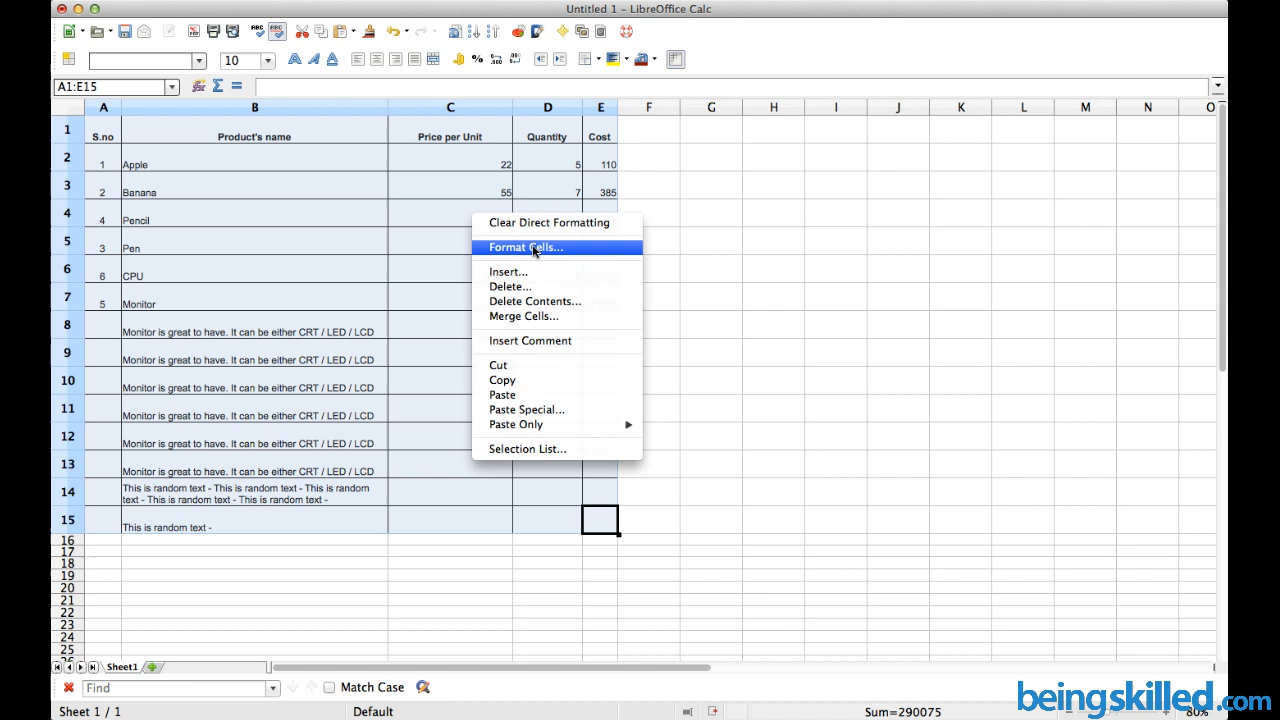 Untitled 1 - LibreOffice Calc
10
A1:E15
A B C D E F G H I J K L M N O
1 S.no Product's name Price per Unit Quantity Cost
2 1 Apple 22 5 110
3 2 Banana 55 7 385
4 4 Pencil
5 3 Pen
6 6 CPU
7 5 Monitor
8 Monitor is great to have. It can be either CRT / LED / LCD
9 Monitor is great to have. It can be either CRT / LED / LCD
10 Monitor is great to have. It can be either CRT / LED / LCD
11 Monitor is great to have. It can be either CRT / LED / LCD
12 Monitor is great to have. It can be either CRT / LED / LCD
13 Monitor is great to have. It can be either CRT / LED / LCD
14 This is random text - This is random text - This is random
text - This is random text - This is random text -
15 This is random text -
16
17
18
19
20
21
22
23
24
25
Clear Direct Formatting
Format Cells...
Insert...
Delete...
Delete Contents...
Merge Cells...
Insert Comment
Cut
Copy
Paste
Paste Special...
Paste Only
Selection List...
Sheet1
Find Match Case
Sheet 1 / 1 Default Sum=290075 80%
beingskilled.com